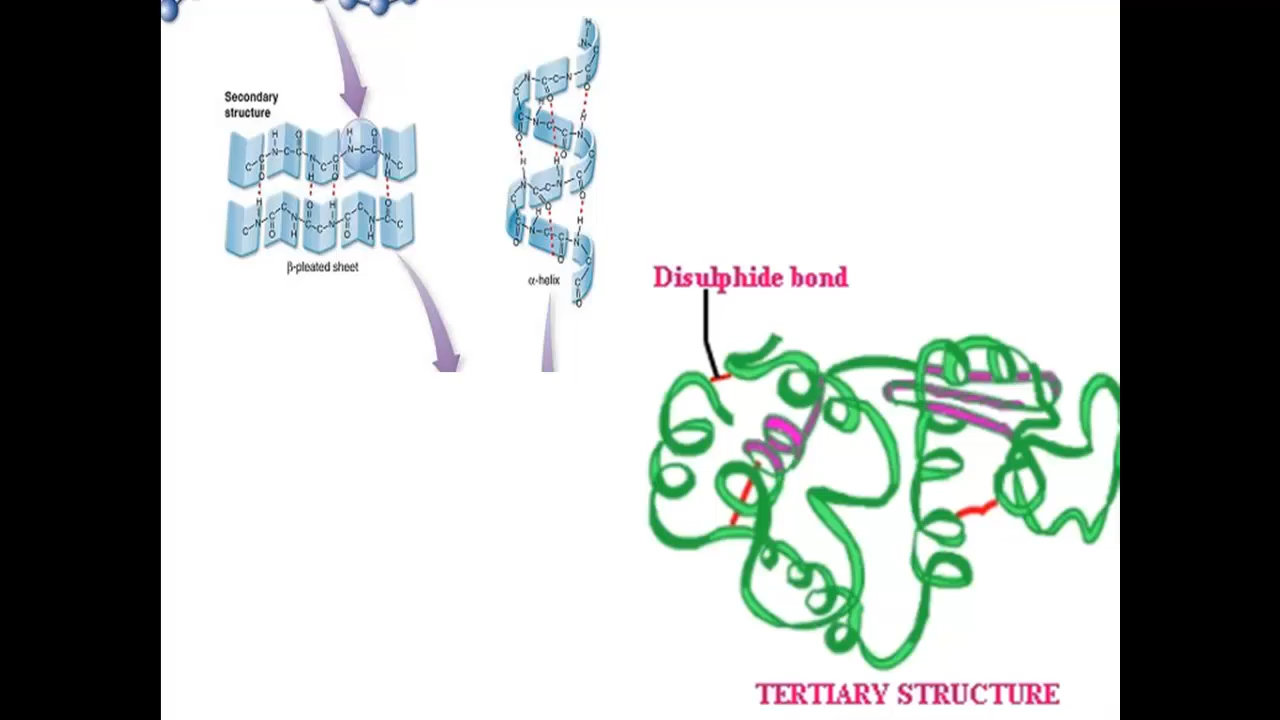 Secondary
structure
β-pleated sheet
α-helix
Disulphide bond
TERTIARY STRUCTURE